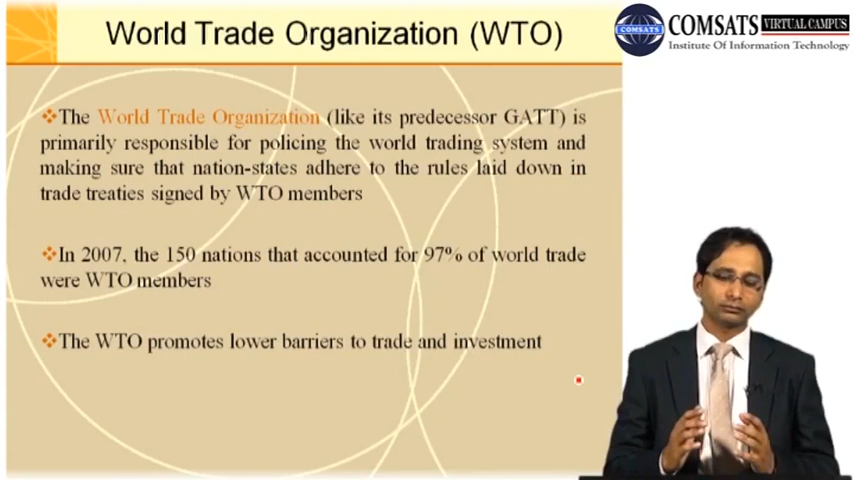 World Trade Organization (WTO)
COMSATS
COMSATS VIRTUAL CAMPUS
Institute Of Information Technology
❖The World Trade Organization (like its predecessor GATT) is
primarily responsible for policing the world trading system and
making sure that nation-states adhere to the rules laid down in
trade treaties signed by WTO members
❖In 2007, the 150 nations that accounted for 97% of world trade
were WTO members
❖The WTO promotes lower barriers to trade and investment